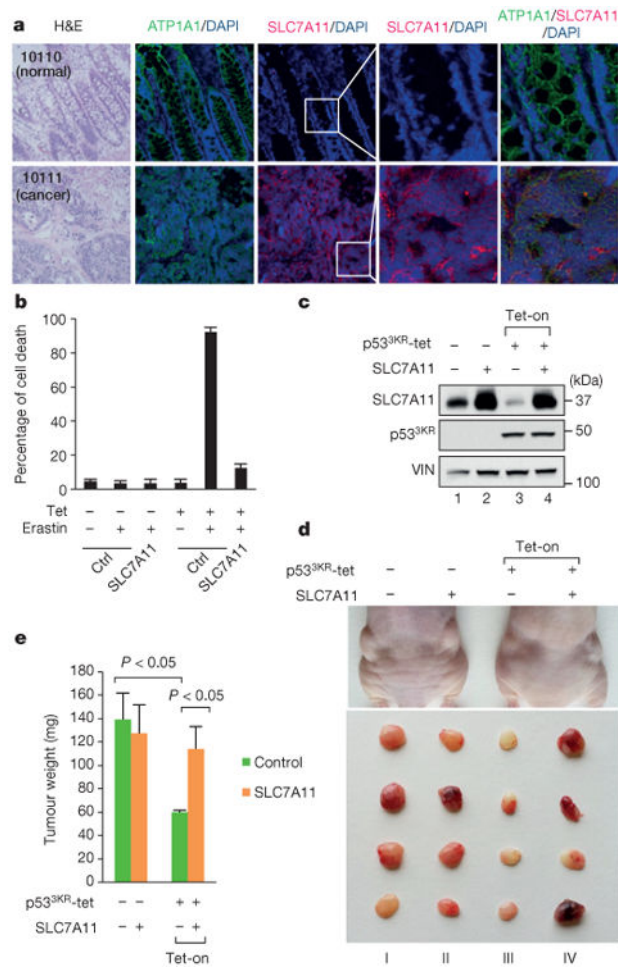 a
H&E
ATP1A1/DAPI
SLC7A11/DAPI
SLC7A11/DAPI
ATP1A1/SLC7A11
/DAPI
10110
(normal)
10111
(cancer)
b
Percentage of cell death
100
80
60
40
20
0
Tet – – – + + +
Erastin – + + – + +
Ctrl
SLC7A11
Ctrl
SLC7A11
c
Tet-on
p53³ᴷᴿ-tet – – + +
SLC7A11 – + – +
(kDa)
SLC7A11
37
p53³ᴷᴿ
50
VIN
100
1 2 3 4
d
Tet-on
p53³ᴷᴿ-tet – – + +
SLC7A11 – + – +
I II III IV
e
Tumour weight (mg)
180
160
140
120
100
80
60
40
20
0
P < 0.05
P < 0.05
Control
SLC7A11
p53³ᴷᴿ-tet – – + +
SLC7A11 – + – +
Tet-on